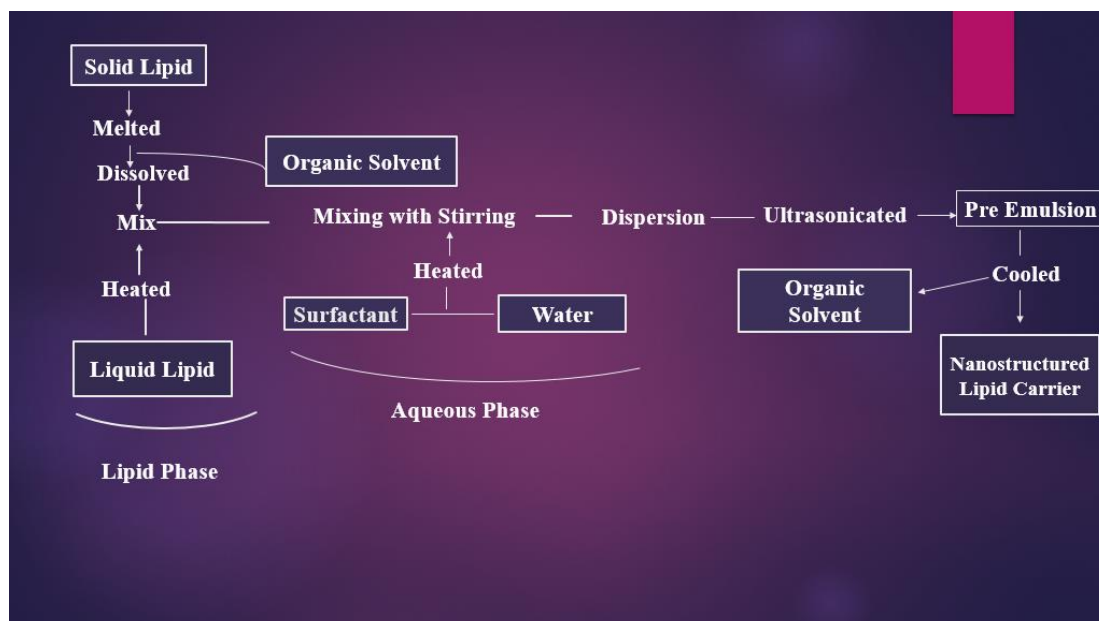 Solid Lipid
Melted
Dissolved
Organic Solvent
Mix
Mixing with Stirring
Dispersion
Ultrasonicated
Pre Emulsion
Heated
Heated
Cooled
Surfactant
Water
Organic
Solvent
Liquid Lipid
Nanostructured
Lipid Carrier
Aqueous Phase
Lipid Phase